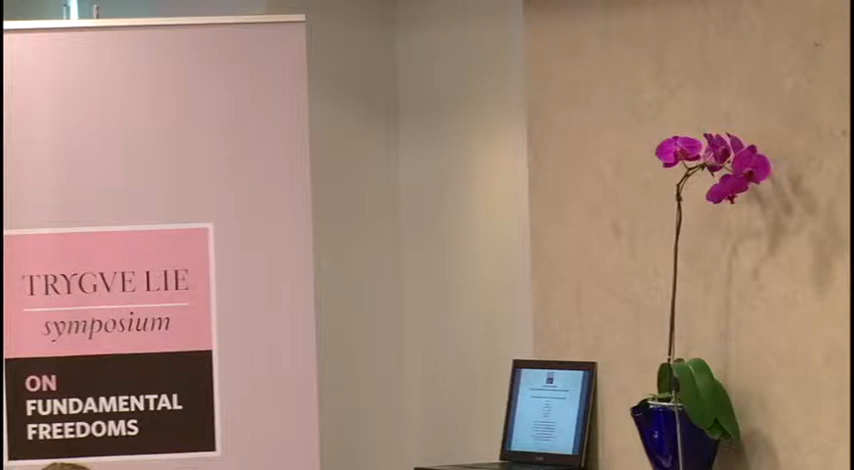 TRYGVE LIE
symposium
ON
FUNDAMENTAL
FREEDOMS